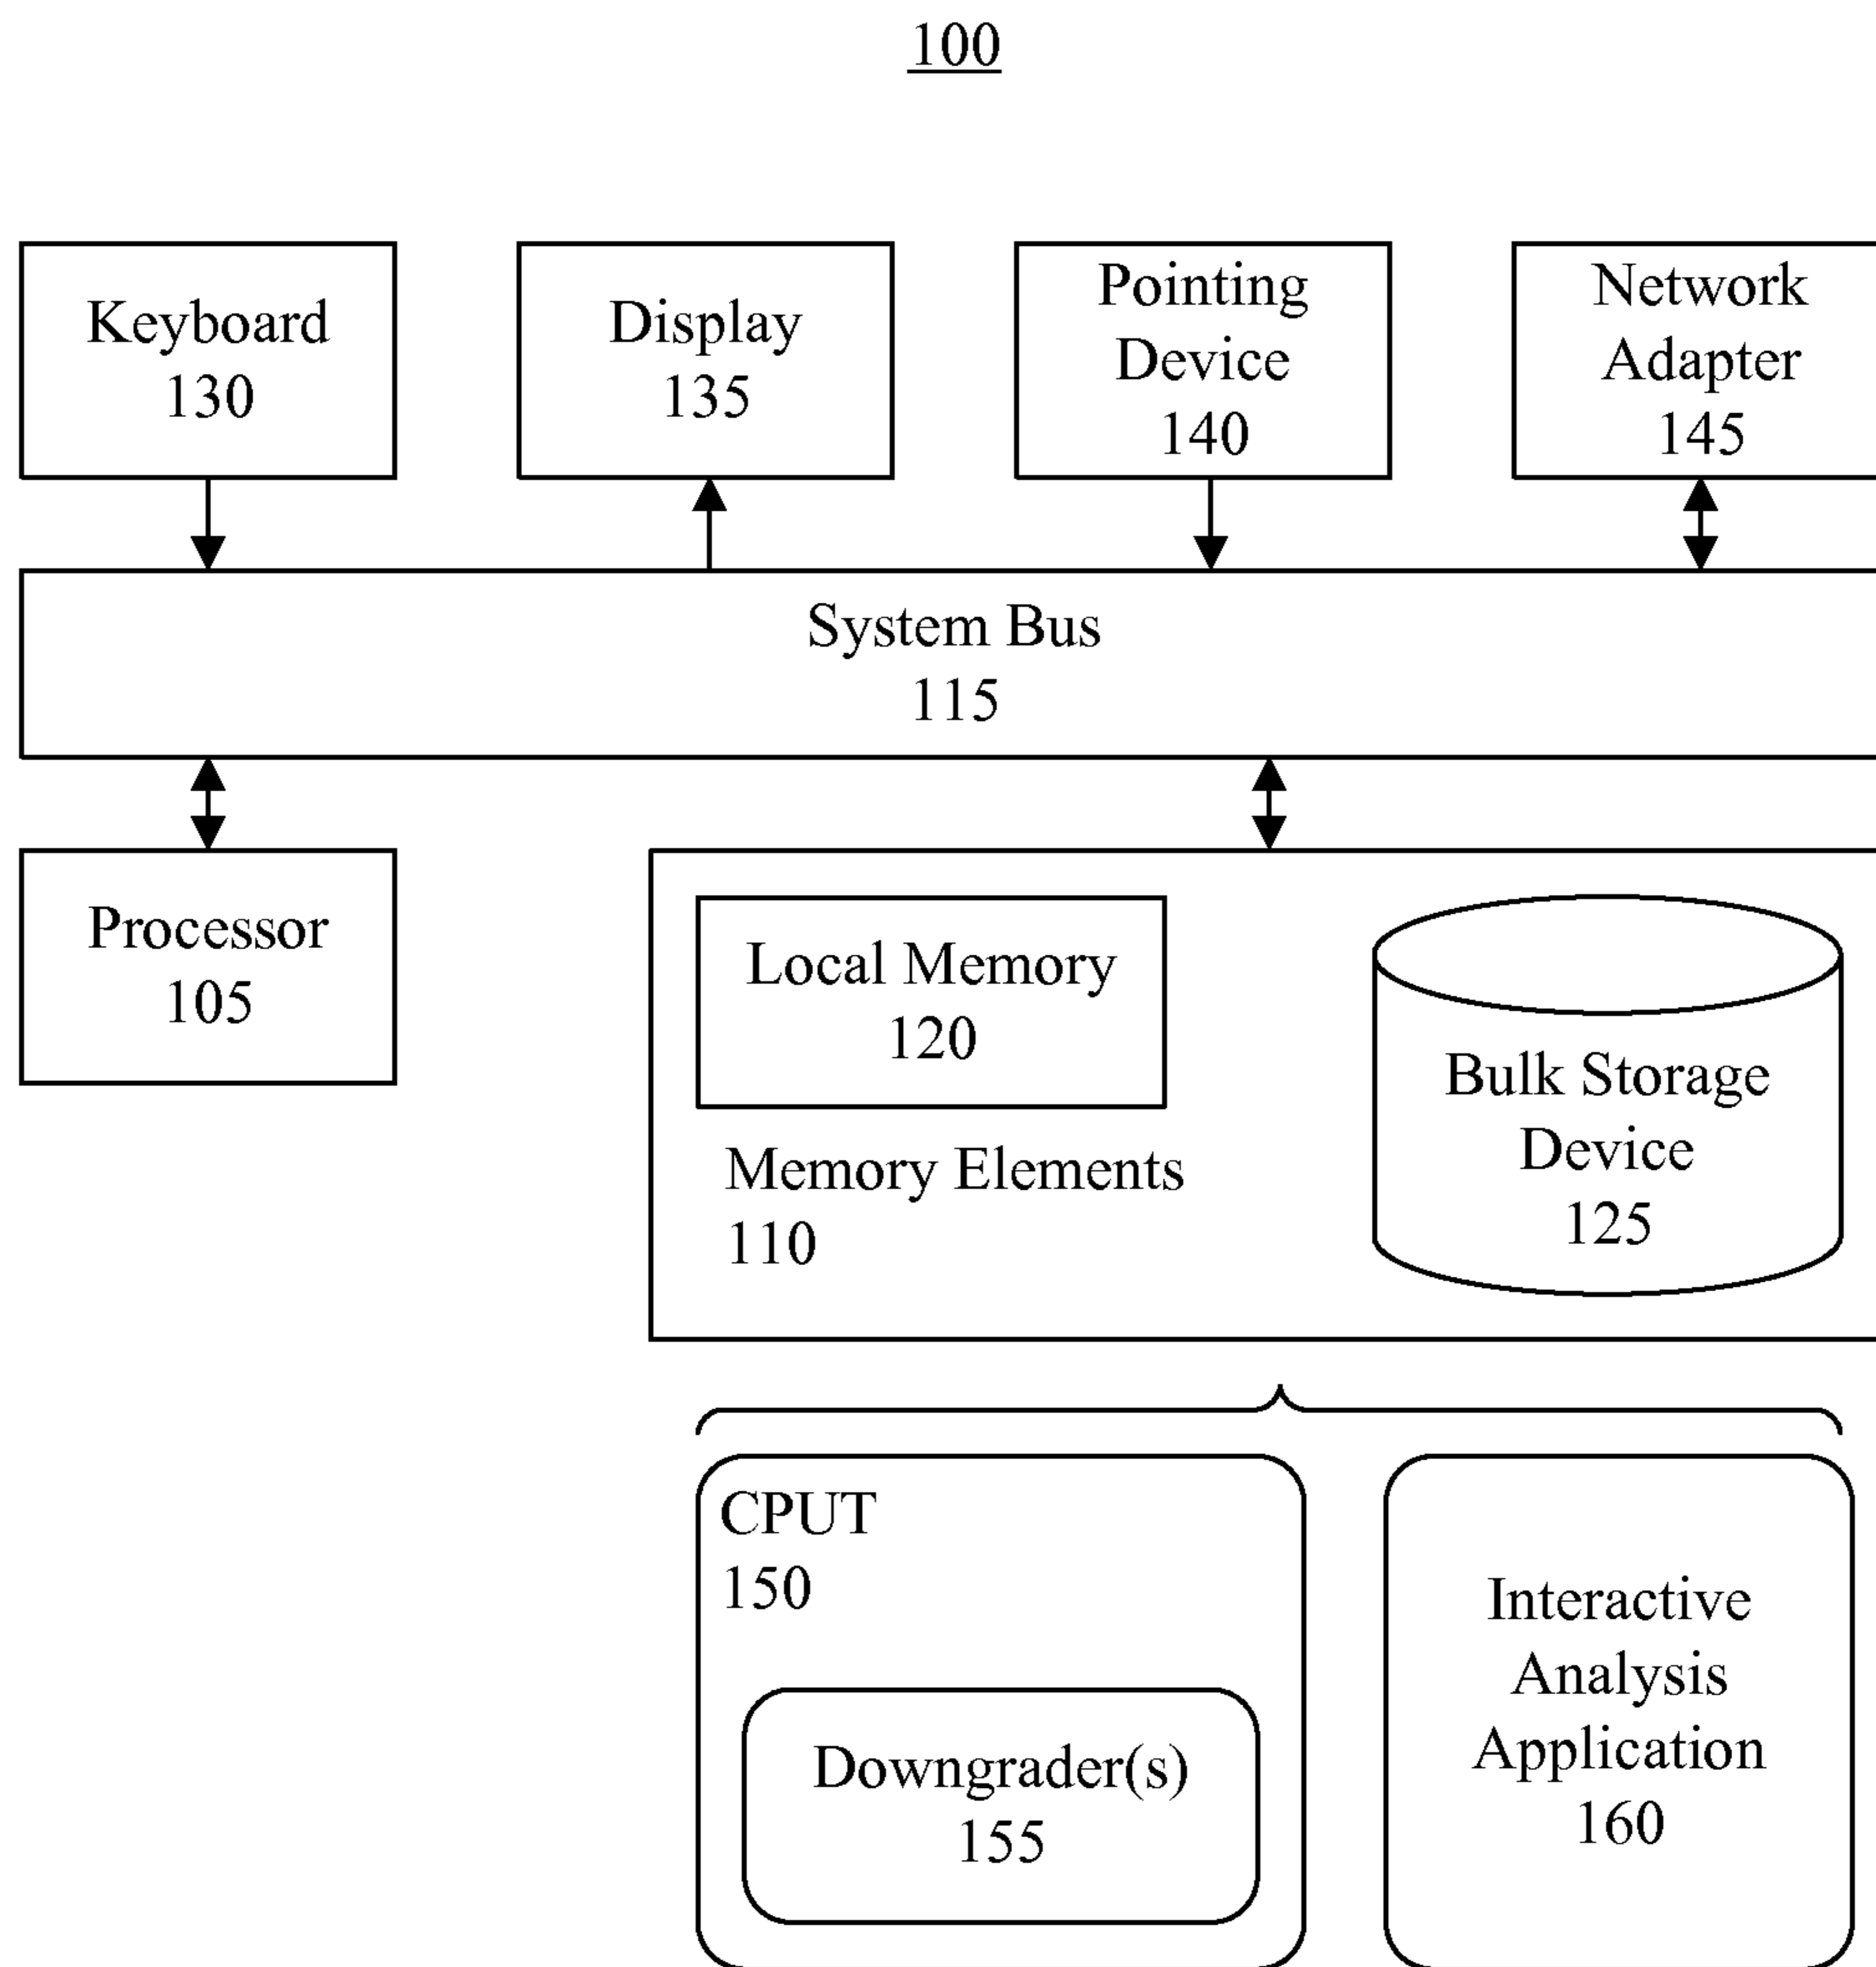 100
Keyboard
130
Display
135
Pointing
Device
140
Network
Adapter
145
System Bus
115
Processor
105
Local Memory
120
Memory Elements
110
Bulk Storage
Device
125
CPUT
150
Downgrader(s)
155
Interactive
Analysis
Application
160